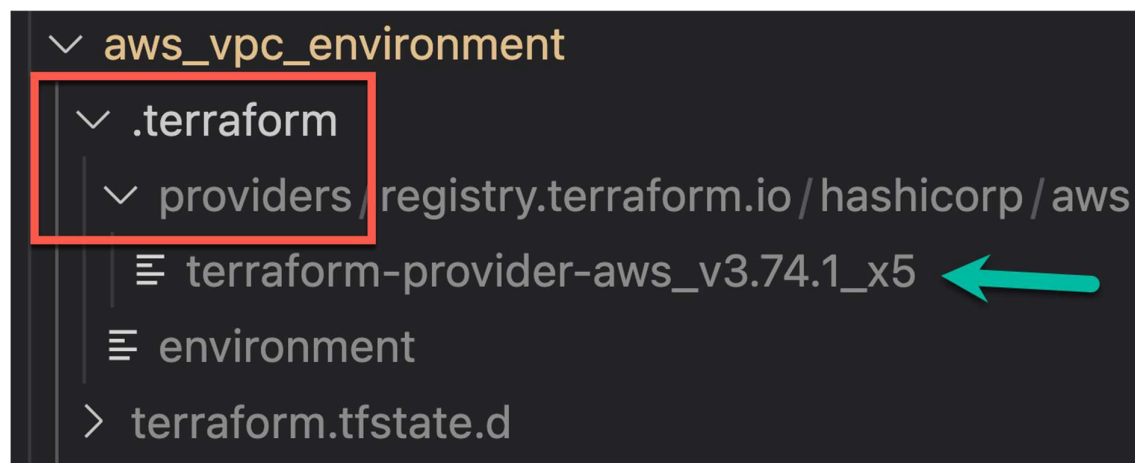 aws_vpc_environment
.terraform
providers/registry.terraform.io/hashicorp/aws
terraform-provider-aws_v3.74.1_x5
environment
terraform.tfstate.d